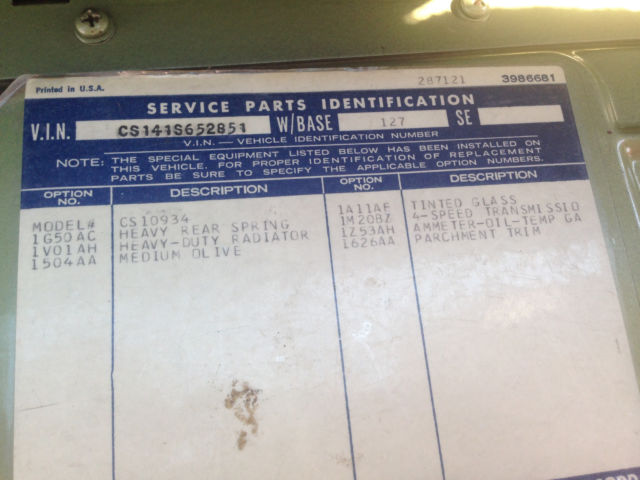 Printed in U.S.A. 287121 3986681
SERVICE PARTS IDENTIFICATION
V.I.N. CS141S652851 W/BASE 127 SE
V.I.N. — VEHICLE IDENTIFICATION NUMBER
NOTE: THE SPECIAL EQUIPMENT LISTED BELOW HAS BEEN INSTALLED ON
THIS VEHICLE. FOR PROPER IDENTIFICATION OF REPLACEMENT
PARTS BE SURE TO SPECIFY THE APPLICABLE OPTION NUMBERS.
OPTION NO. DESCRIPTION OPTION NO. DESCRIPTION
MODEL# CS10934
1G50AC HEAVY REAR SPRING
1V01AH HEAVY-DUTY RADIATOR
1504AA MEDIUM OLIVE
1A11AE TINTED GLASS
1M20BZ 4-SPEED TRANSMISSIO
1Z53AH AMMETER-OIL-TEMP GA
1626AA PARCHMENT TRIM